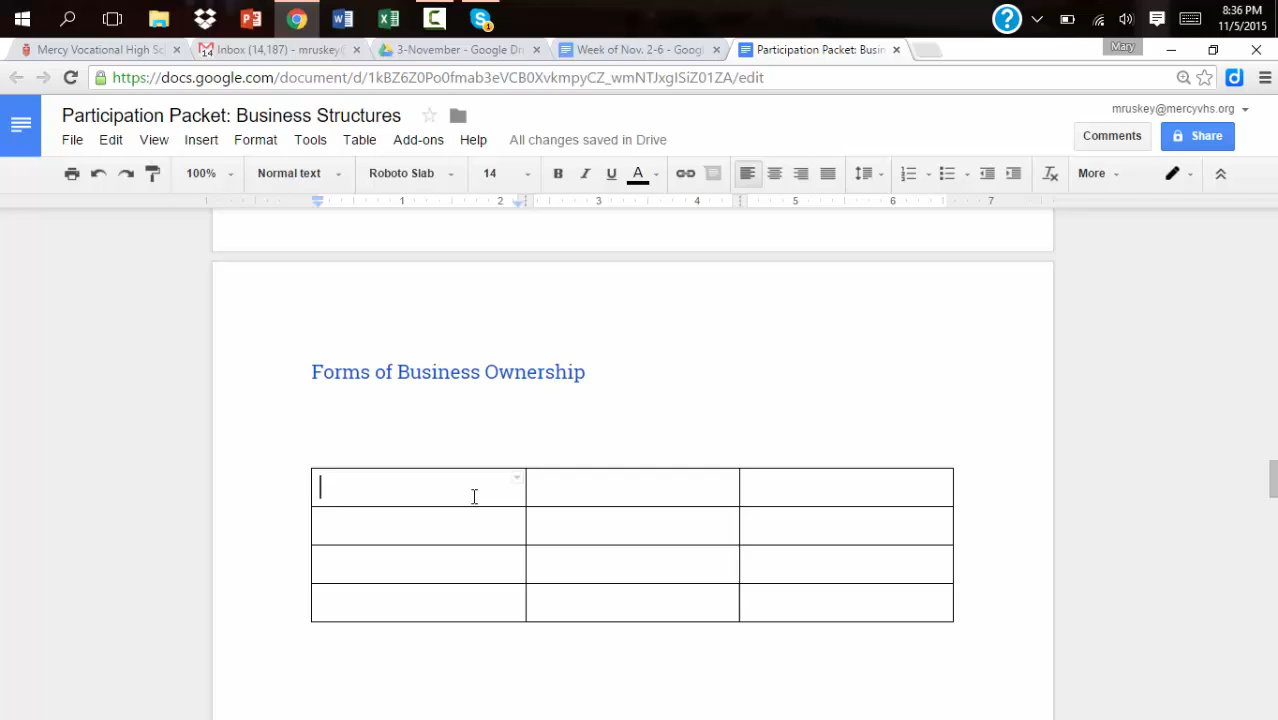 8:36 PM
11/5/2015
Mercy Vocational High Sc
Inbox (14,187) - mruskey@
3-November - Google Dr
Week of Nov. 2-6 - Goog
Participation Packet: Busin
Mary
https://docs.google.com/document/d/1kBZ6Z0Po0fmab3eVCB0XvkmpyCZ_wmNTJxgISiZ01ZA/edit
Participation Packet: Business Structures
mruskey@mercyvhs.org
File Edit View Insert Format Tools Table Add-ons Help All changes saved in Drive
Comments
Share
100% Normal text Roboto Slab 14 B I U A More
1 2 3 4 5 6 7
Forms of Business Ownership